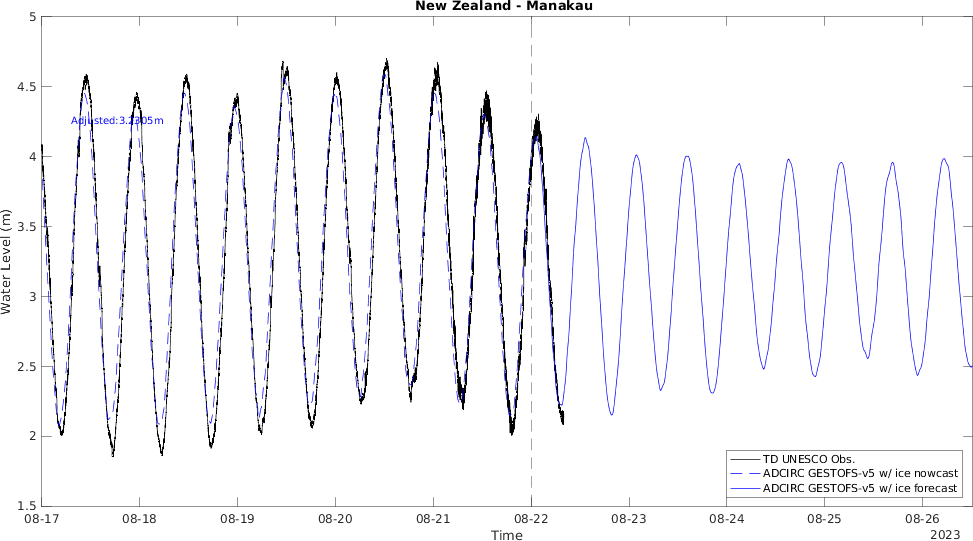 New Zealand - Manakau
5
4.5
4
3.5
3
2.5
2
1.5
Water Level (m)
Adjusted:3.2305m
TD UNESCO Obs.
ADCIRC GESTOFS-v5 w/ ice nowcast
ADCIRC GESTOFS-v5 w/ ice forecast
08-17 08-18 08-19 08-20 08-21 08-22 08-23 08-24 08-25 08-26
Time
2023